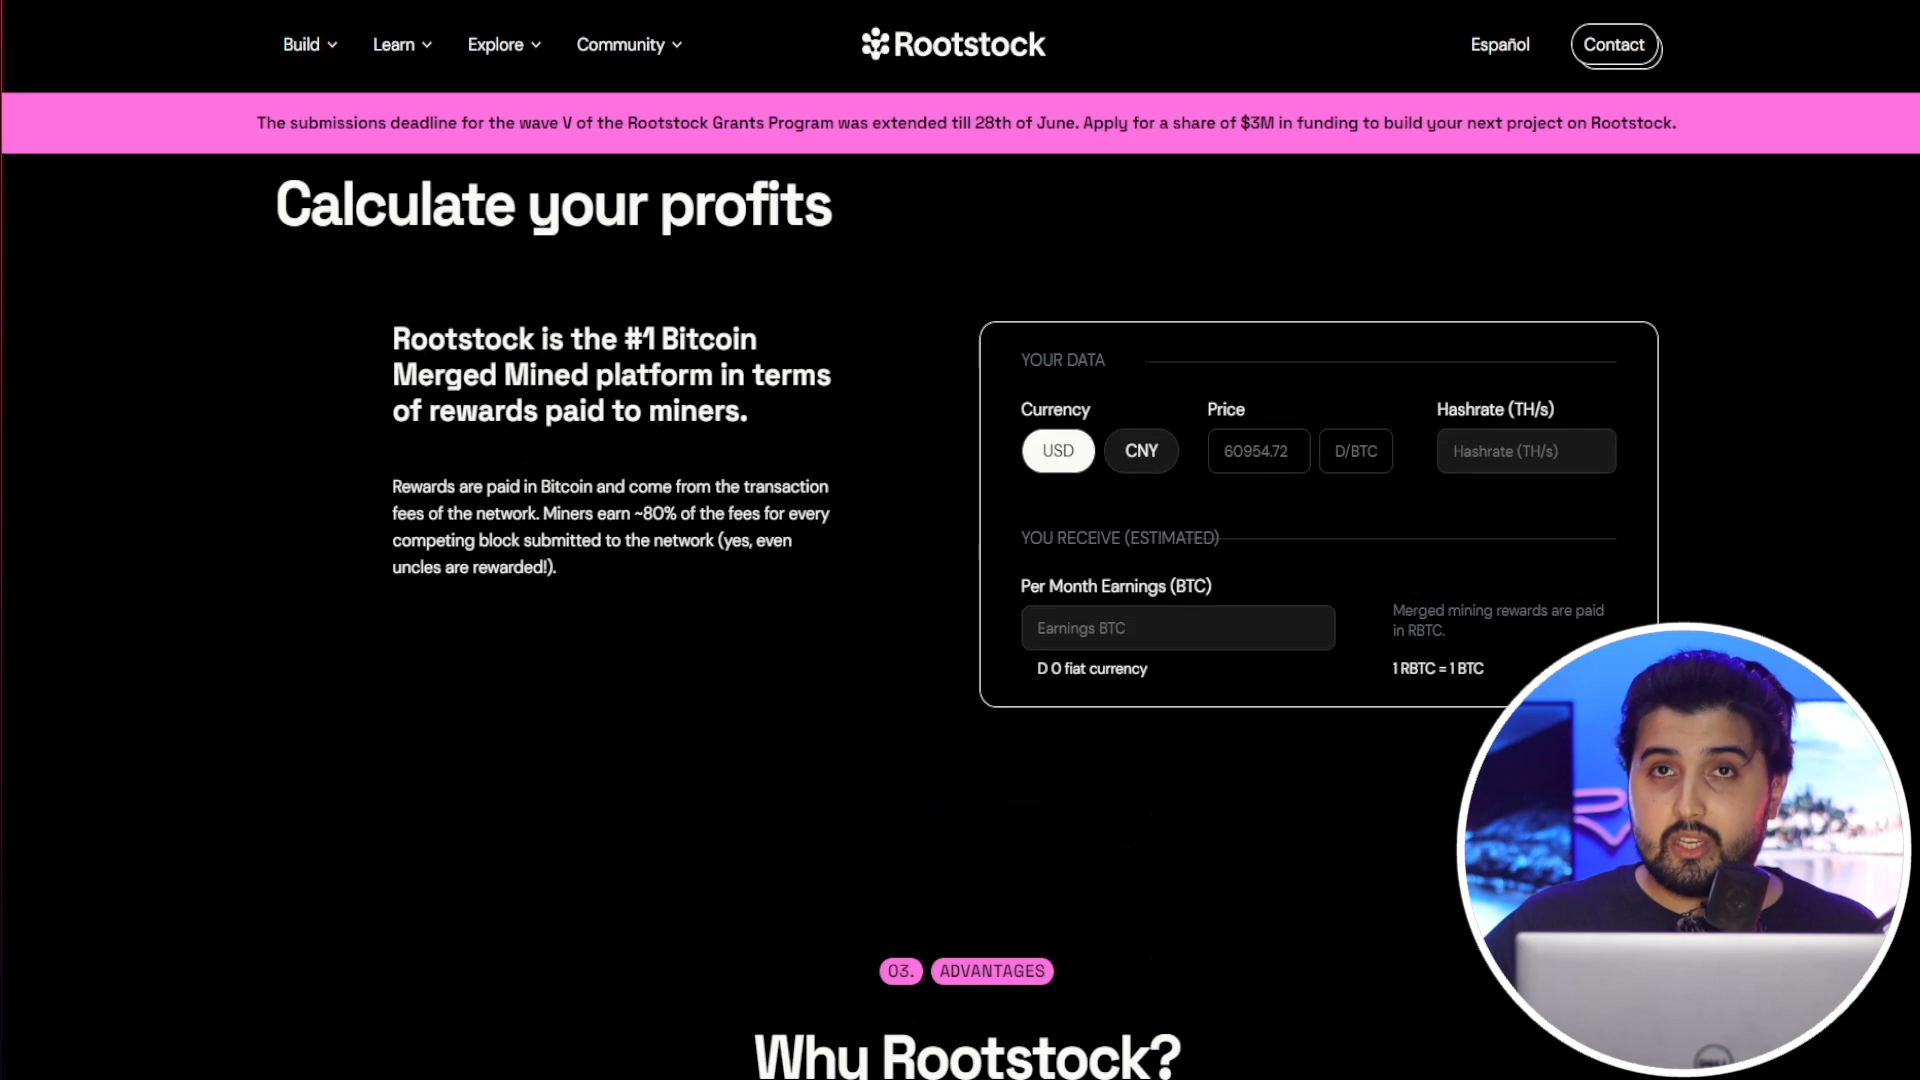 Build
Learn
Explore
Community
Rootstock
Español
Contact
The submissions deadline for the wave V of the Rootstock Grants Program was extended till 28th of June. Apply for a share of $3M in funding to build your next project on Rootstock.
Calculate your profits
Rootstock is the #1 Bitcoin
Merged Mined platform in terms
of rewards paid to miners.
Rewards are paid in Bitcoin and come from the transaction
fees of the network. Miners earn ~80% of the fees for every
competing block submitted to the network (yes, even
uncles are rewarded!).
YOUR DATA
Currency
Price
Hashrate (TH/s)
USD
CNY
60954.72
D/BTC
Hashrate (TH/s)
YOU RECEIVE (ESTIMATED)
Per Month Earnings (BTC)
Earnings BTC
D 0 fiat currency
Merged mining rewards are paid
in RBTC.
1 RBTC = 1 BTC
03.
ADVANTAGES
Why Rootstock?
DELL